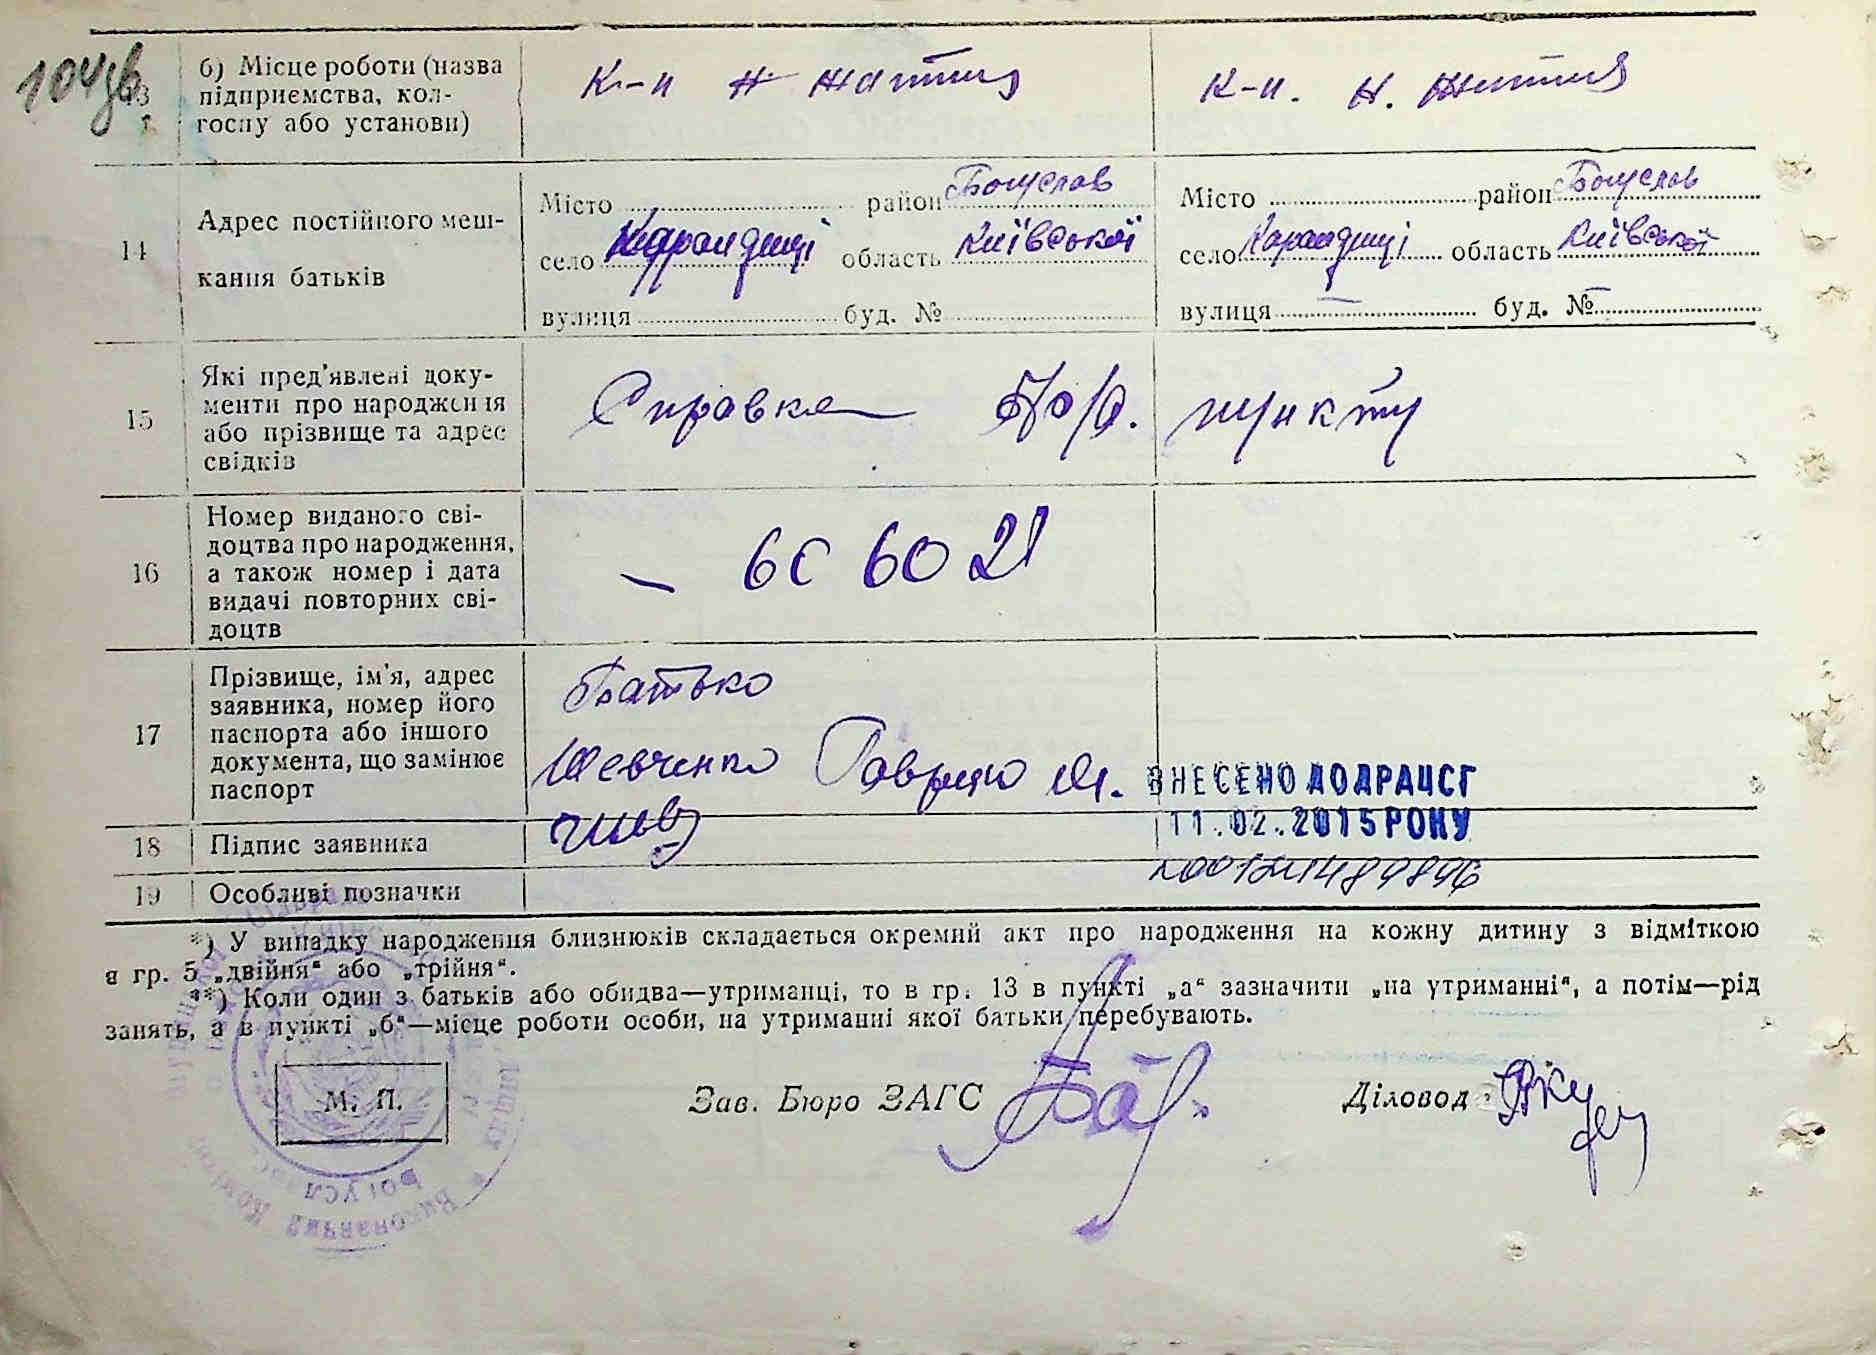 104зв
13
б) Місце роботи (назва підприємства, колгоспу або установи)
К-п Н Життя
К-п. Н. Життя
14
Адрес постійного мешкання батьків
Місто район Богуслав
село область Київської
вулиця буд. №
Місто район Богуслав
село область Київської
вулиця — буд. № —
15
Які пред'явлені документи про народження або прізвище та адрес свідків
Справка пункту
16
Номер виданого свідоцтва про народження, а також номер і дата видачі повторних свідоцтв
— 6С 6021
17
Прізвище, ім'я, адрес заявника, номер його паспорта або іншого документа, що замінює паспорт
Батько
Шевченко Гаврило М.
ВНЕСЕНО ДО ДРАЦСГ
11.02.2015 РОКУ
18
Підпис заявника
19
Особливі позначки
*) У випадку народження близнюків складається окремий акт про народження на кожну дитину з відміткою
в гр. 5 „двійня“ або „трійня“.
**) Коли один з батьків або обидва—утриманці, то в гр. 13 в пункті „а“ зазначити „на утриманні“, а потім—рід
занять, а в пункті „б“—місце роботи особи, на утриманні якої батьки перебувають.
М. П.
Зав. Бюро ЗАГС
Діловод